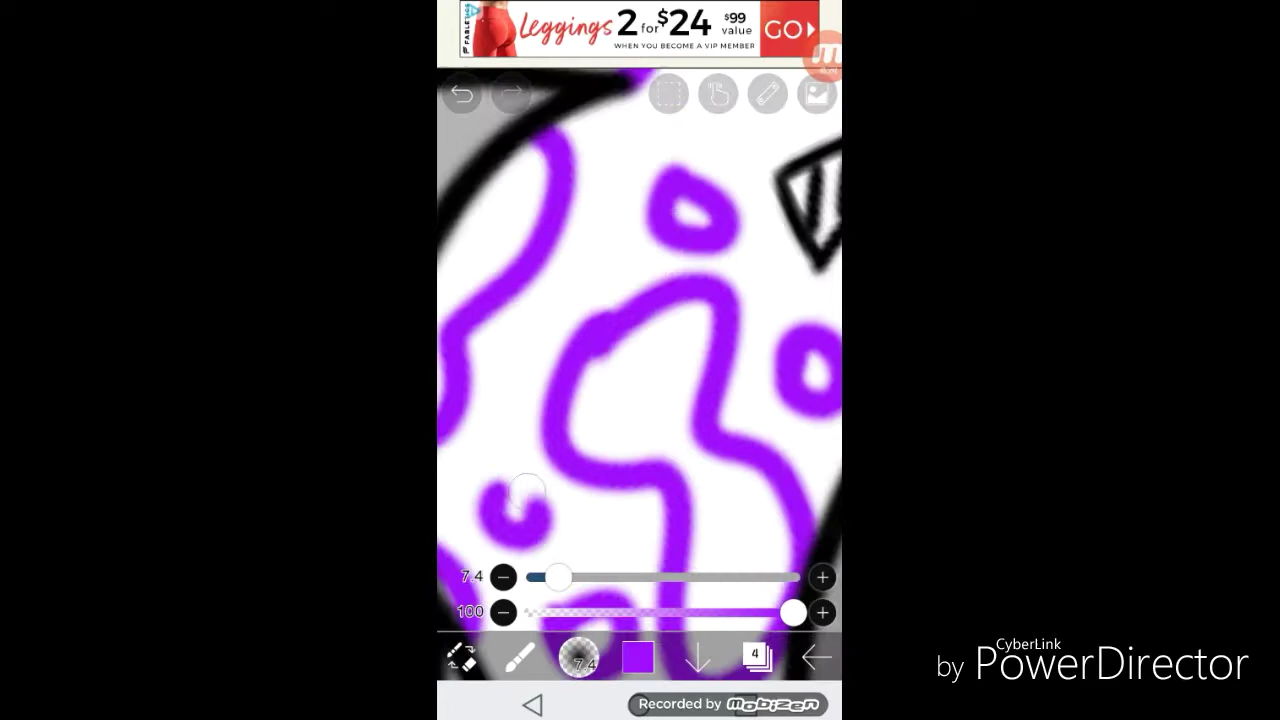 FABLETICS
Leggings 2 for $24 $99 value
WHEN YOU BECOME A VIP MEMBER
GO
7.4
100
7.4
4
Recorded by mobizen
CyberLink
by PowerDirector